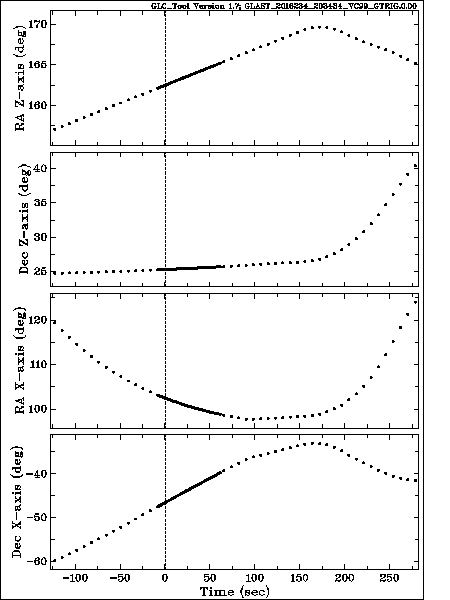 GLC_Tool Version 1.7; GLAST_2016234_203434_VC99_GTRIG.0.00
170
165
160
RA Z-axis (deg)
40
35
30
25
Dec Z-axis (deg)
120
110
100
RA X-axis (deg)
-40
-50
-60
Dec X-axis (deg)
-100 -50 0 50 100 150 200 250
Time (sec)